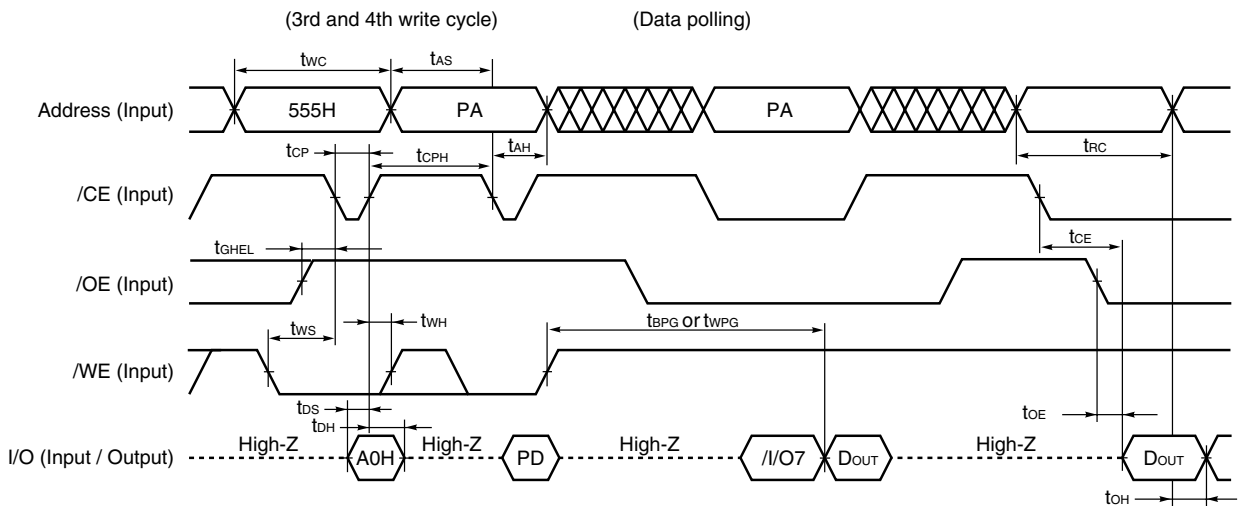 (3rd and 4th write cycle) (Data polling)
tWC tAS
Address (Input) 555H PA PA
tCP tCPH tAH tRC
/CE (Input)
tGHEL tCE
/OE (Input)
tWS tWH tBPG or tWPG
/WE (Input)
tDS tOE
tDH
I/O (Input / Output) High-Z A0H High-Z PD High-Z /I/O7 DOUT High-Z DOUT
tOH